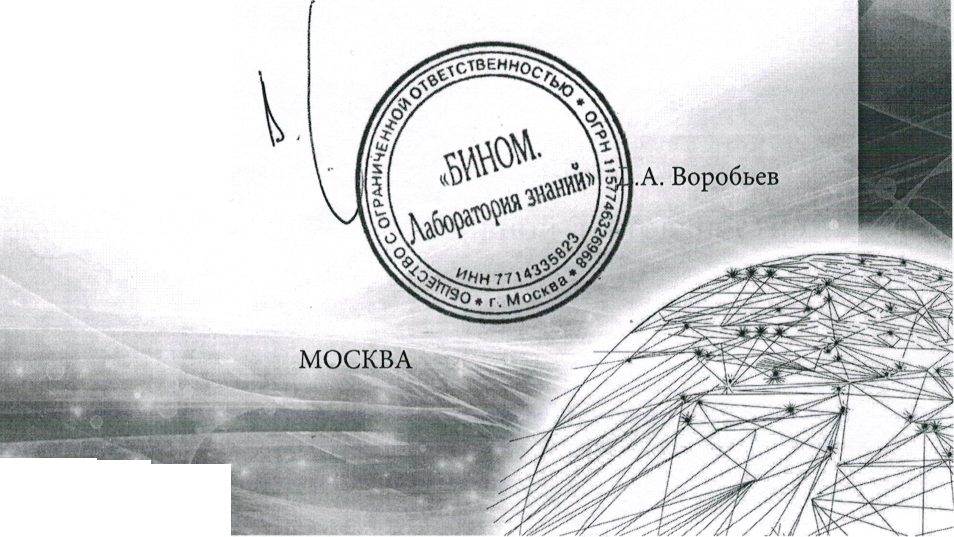 ОБЩЕСТВО С ОГРАНИЧЕННОЙ ОТВЕТСТВЕННОСТЬЮ * ОГРН 1157746326968 * г. Москва *
«БИНОМ.
Лаборатория знаний»
ИНН 7714335823
.А. Воробьев
МОСКВА